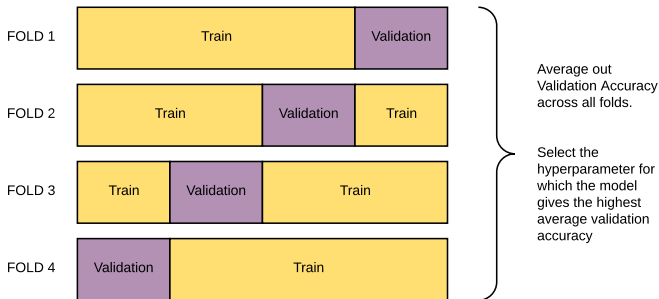 FOLD 1
Train
Validation
FOLD 2
Train
Validation
Train
FOLD 3
Train
Validation
Train
FOLD 4
Validation
Train
Average out
Validation Accuracy
across all folds.
Select the
hyperparameter for
which the model
gives the highest
average validation
accuracy